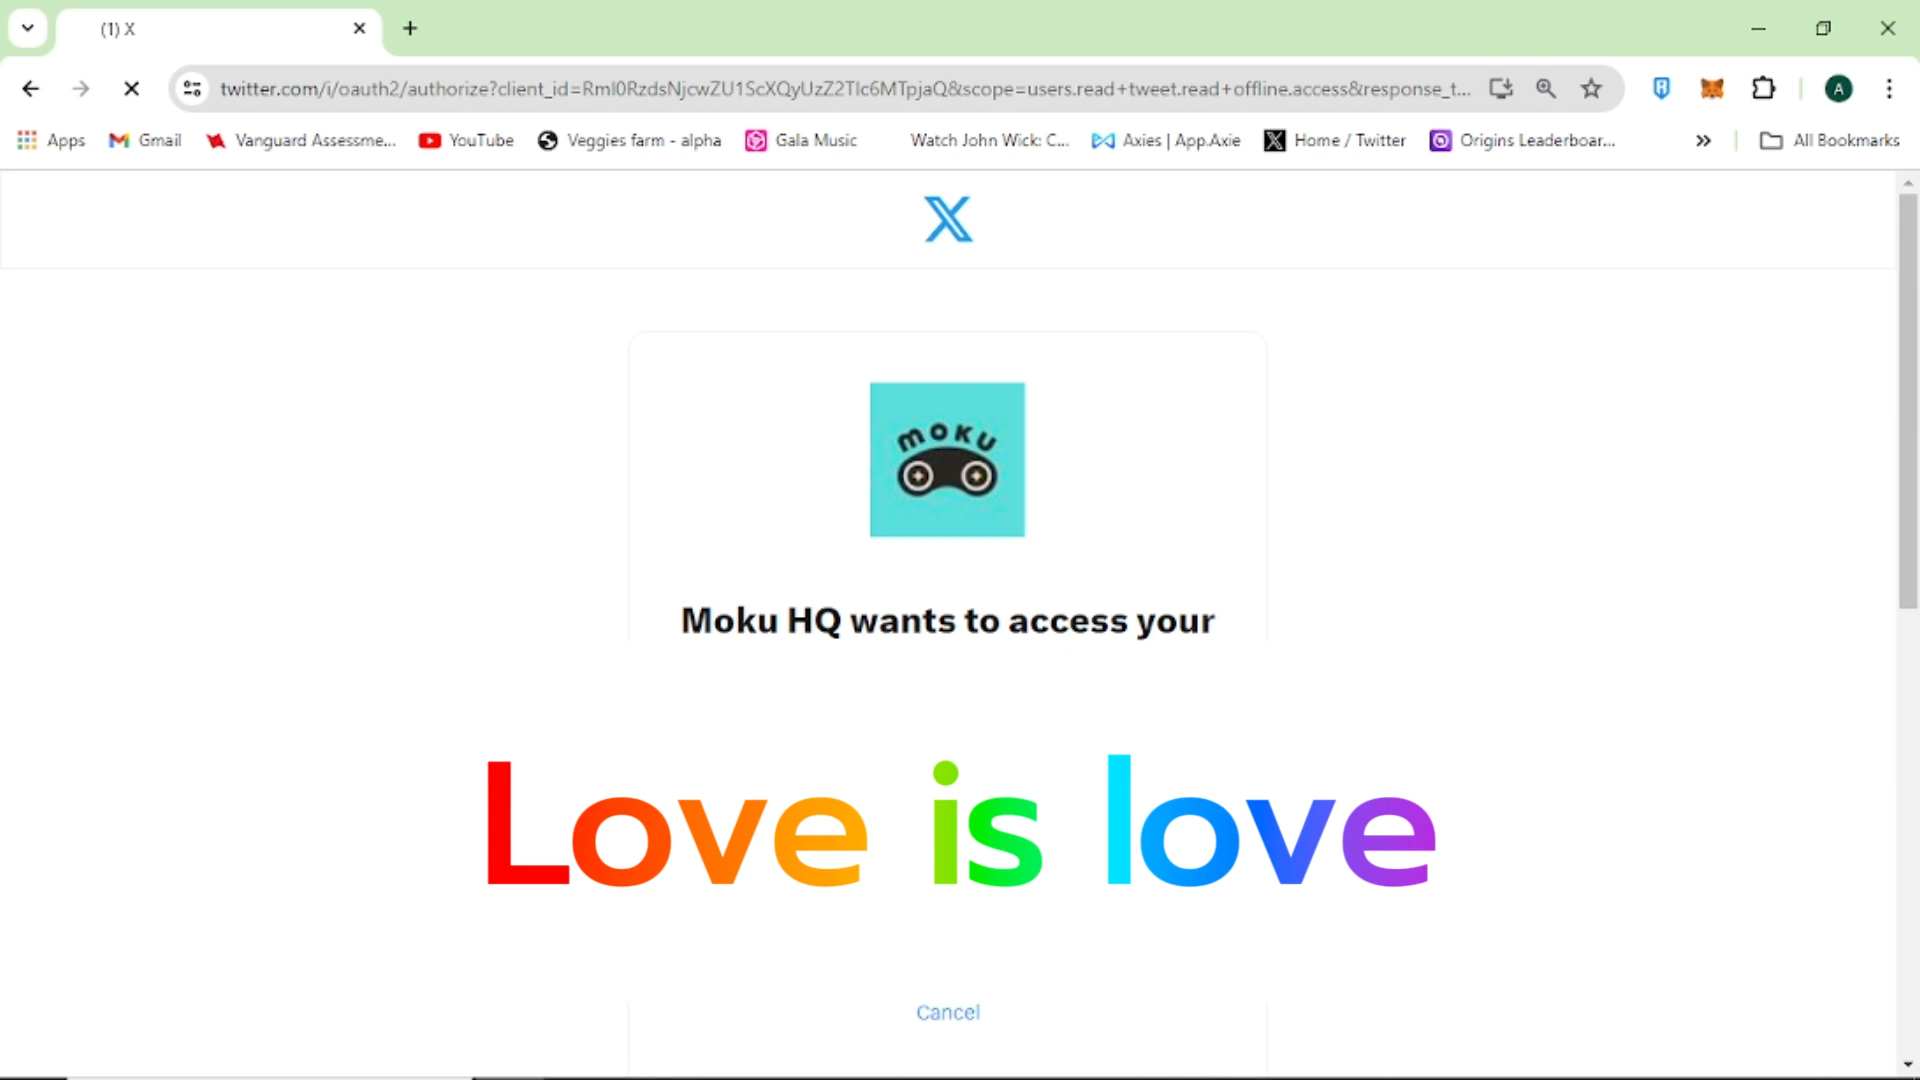 (1) X
twitter.com/i/oauth2/authorize?client_id=RmI0RzdsNjcwZU1ScXQyUzZ2Tlc6MTpjaQ&scope=users.read+tweet.read+offline.access&response_t...
A
Apps Gmail Vanguard Assessme... YouTube Veggies farm - alpha Gala Music Watch John Wick: C... Axies | App.Axie Home / Twitter Origins Leaderboar... » All Bookmarks
MOKU
Moku HQ wants to access your
Love is love
Cancel